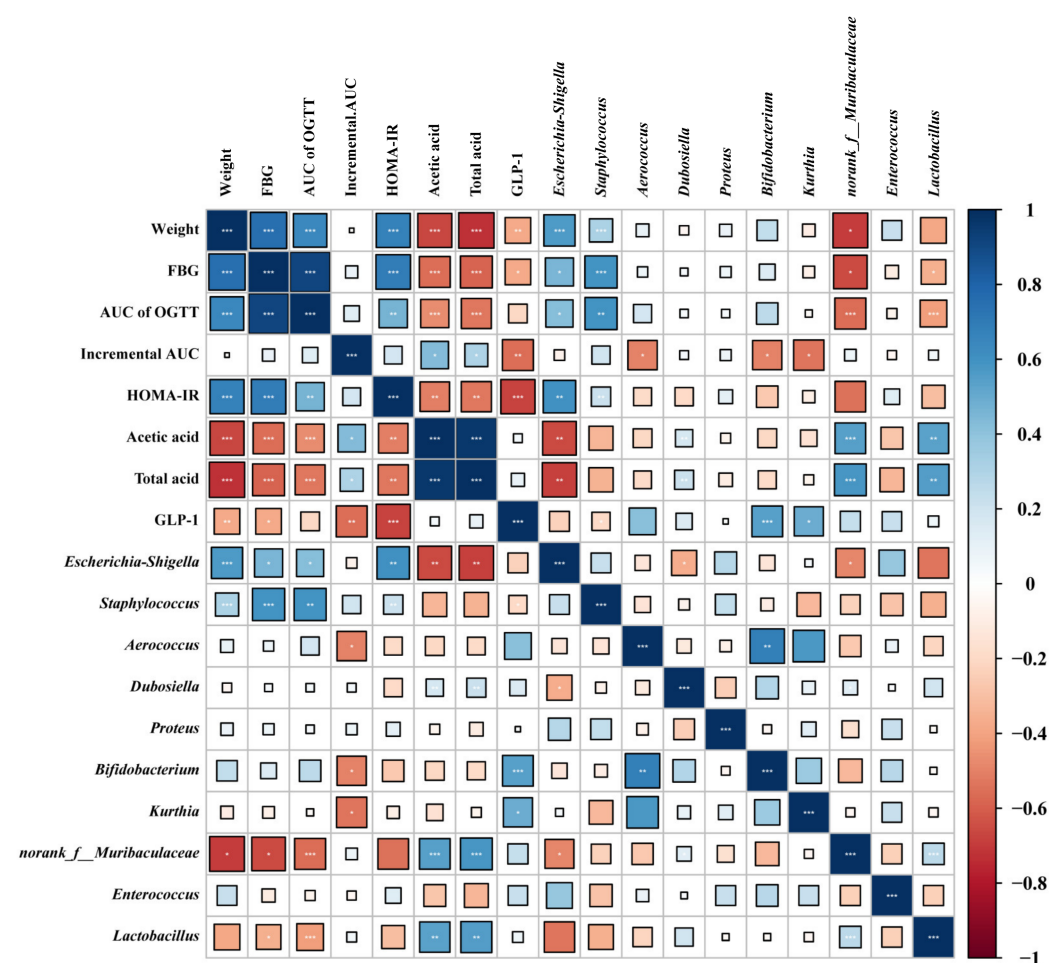 Weight
FBG
AUC of OGTT
Incremental.AUC
HOMA-IR
Acetic acid
Total acid
GLP-1
Escherichia-Shigella
Staphylococcus
Aerococcus
Dubosiella
Proteus
Bifidobacterium
Kurthia
norank_f__Muribaculaceae
Enterococcus
Lactobacillus
Weight *** *** *** *** *** *** ** *** *** *
FBG *** *** *** *** *** *** * * *** * *
AUC of OGTT *** *** *** ** *** *** * ** *** ***
Incremental AUC *** * * ** * * *
HOMA-IR *** *** ** *** ** ** *** ** **
Acetic acid *** *** *** * ** *** *** ** ** *** **
Total acid *** *** *** * ** *** *** ** ** *** **
GLP-1 ** * ** *** *** * *** *
Escherichia-Shigella *** * * ** ** ** *** * *
Staphylococcus *** *** ** ** * ***
Aerococcus * *** **
Dubosiella ** ** * ***
Proteus ***
Bifidobacterium * *** ** ***
Kurthia * * ***
norank_f__Muribaculaceae * * *** *** *** * *** ***
Enterococcus ***
Lactobacillus * *** ** ** *** ***
1
0.8
0.6
0.4
0.2
0
−0.2
−0.4
−0.6
−0.8
−1